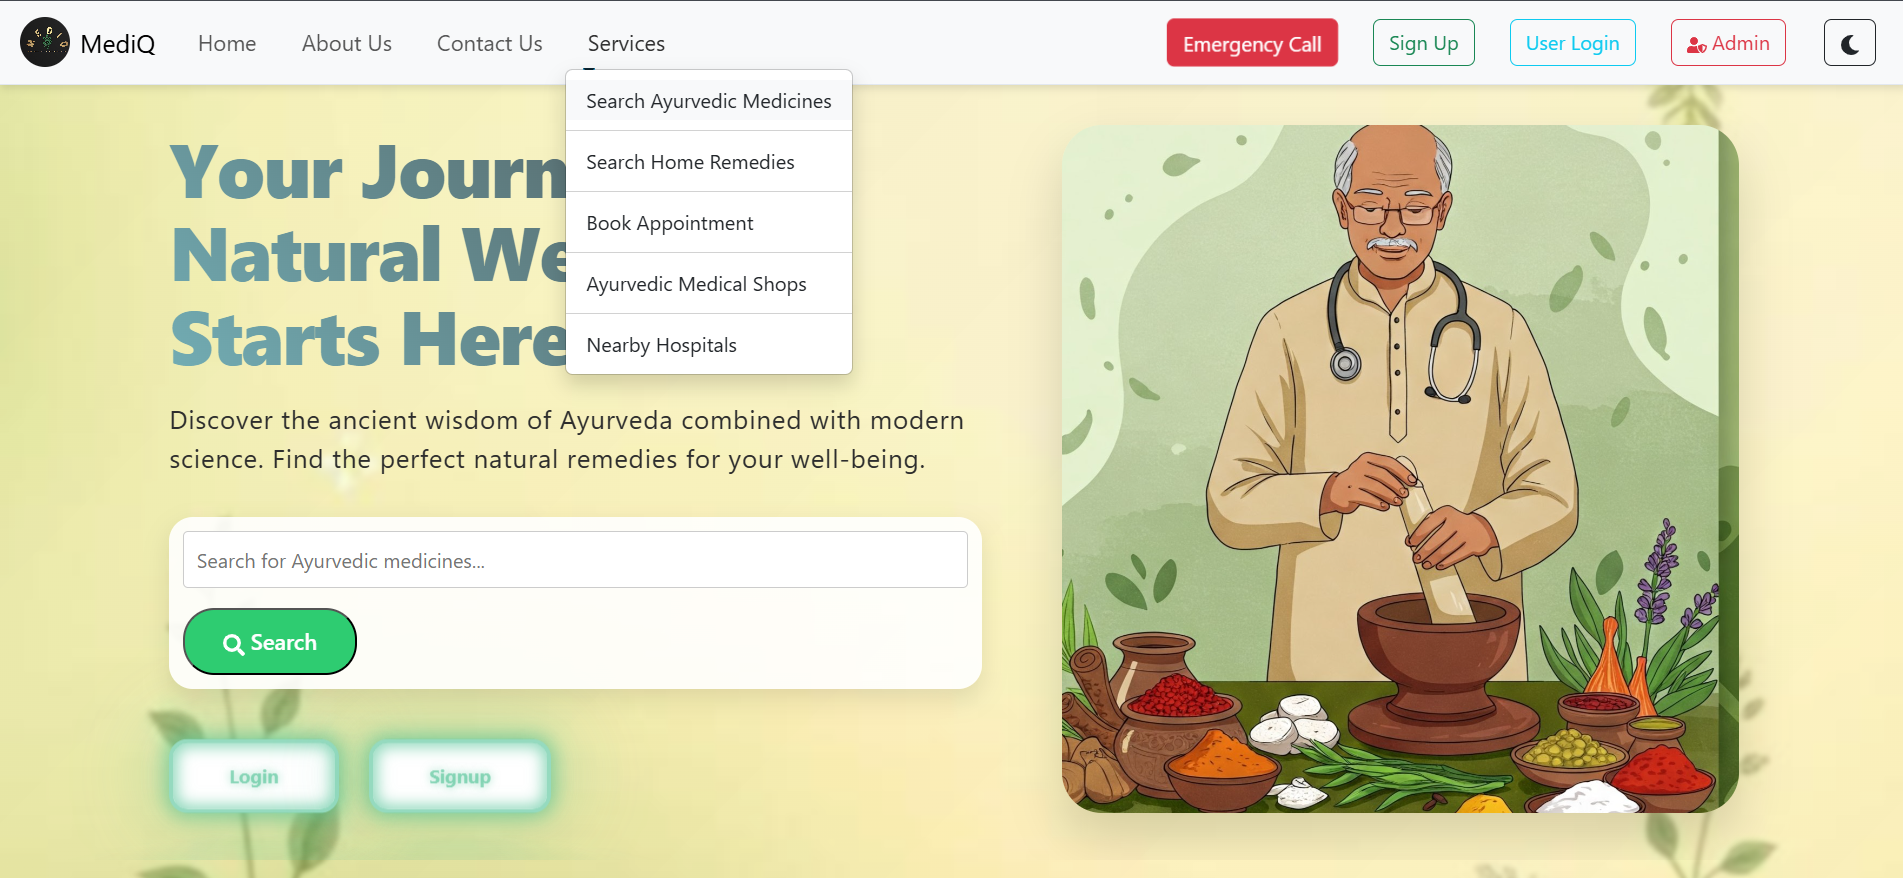 MediQ
Home
About Us
Contact Us
Services
Emergency Call
Sign Up
User Login
Admin
Search Ayurvedic Medicines
Search Home Remedies
Book Appointment
Ayurvedic Medical Shops
Nearby Hospitals
Your Journ
Natural We
Starts Here
Discover the ancient wisdom of Ayurveda combined with modern
science. Find the perfect natural remedies for your well-being.
Search for Ayurvedic medicines...
Search
Login
Signup